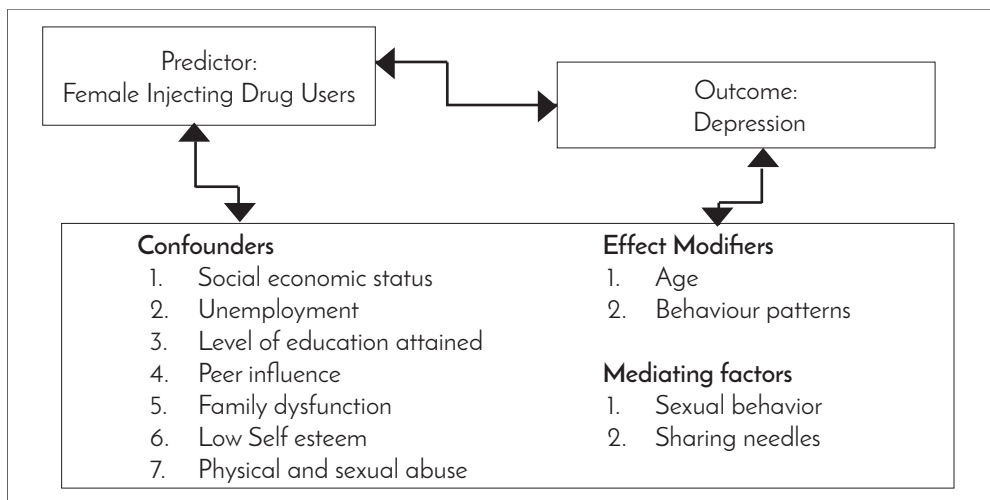 Predictor:
Female Injecting Drug Users
Outcome:
Depression
Confounders
1. Social economic status
2. Unemployment
3. Level of education attained
4. Peer influence
5. Family dysfunction
6. Low Self esteem
7. Physical and sexual abuse
Effect Modifiers
1. Age
2. Behaviour patterns
Mediating factors
1. Sexual behavior
2. Sharing needles